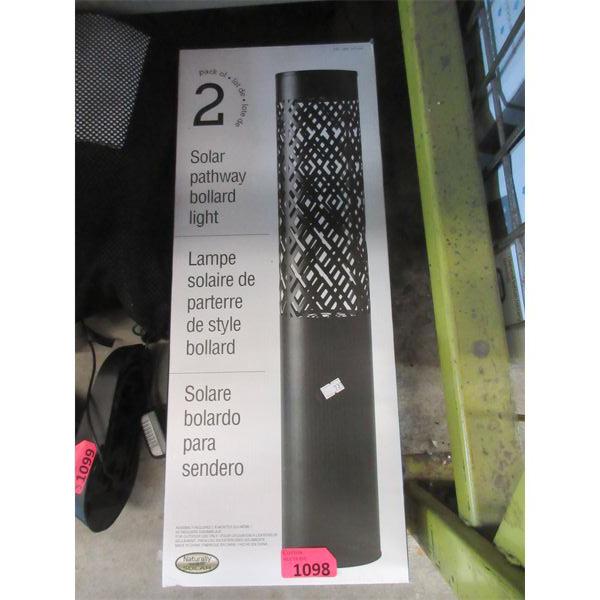 pack of • lot de • lote de
2
Solar
pathway
bollard
light
Lampe
solaire de
parterre
de style
bollard
Solare
bolardo
para
sendero
Naturally
SOLAR
1098
1099